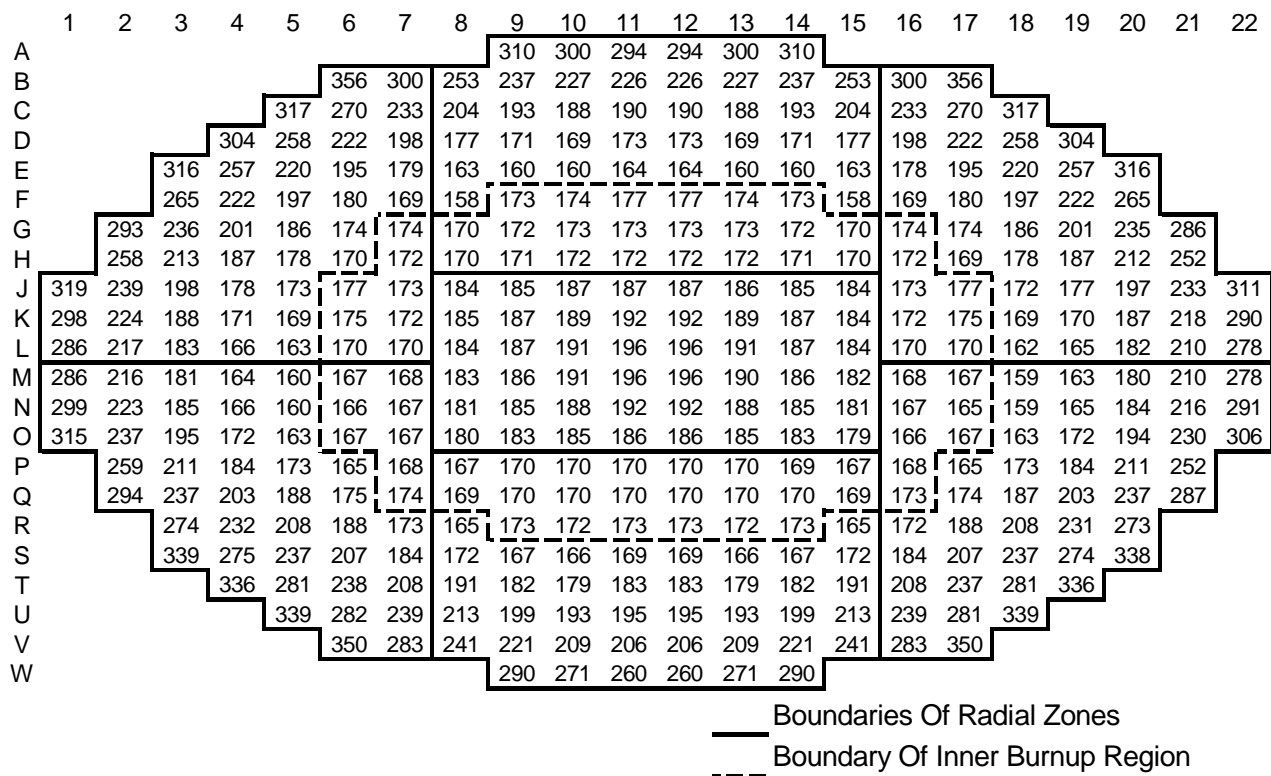 1 2 3 4 5 6 7 8 9 10 11 12 13 14 15 16 17 18 19 20 21 22
A 310 300 294 294 300 310
B 356 300 253 237 227 226 226 227 237 253 300 356
C 317 270 233 204 193 188 190 190 188 193 204 233 270 317
D 304 258 222 198 177 171 169 173 173 169 171 177 198 222 258 304
E 316 257 220 195 179 163 160 160 164 164 160 160 163 178 195 220 257 316
F 265 222 197 180 169 158 173 174 177 177 174 173 158 169 180 197 222 265
G 293 236 201 186 174 174 170 172 173 173 173 173 172 170 174 174 186 201 235 286
H 258 213 187 178 170 172 170 171 172 172 172 172 171 170 172 169 178 187 212 252
J 319 239 198 178 173 177 173 184 185 187 187 187 186 185 184 173 177 172 177 197 233 311
K 298 224 188 171 169 175 172 185 187 189 192 192 189 187 184 172 175 169 170 187 218 290
L 286 217 183 166 163 170 170 184 187 191 196 196 191 187 184 170 170 162 165 182 210 278
M 286 216 181 164 160 167 168 183 186 191 196 196 190 186 182 168 167 159 163 180 210 278
N 299 223 185 166 160 166 167 181 185 188 192 192 188 185 181 167 165 159 165 184 216 291
O 315 237 195 172 163 167 167 180 183 185 186 186 185 183 179 166 167 163 172 194 230 306
P 259 211 184 173 165 168 167 170 170 170 170 170 169 167 168 165 173 184 211 252
Q 294 237 203 188 175 174 169 170 170 170 170 170 170 169 173 174 187 203 237 287
R 274 232 208 188 173 165 173 172 173 173 172 173 165 172 188 208 231 273
S 339 275 237 207 184 172 167 166 169 169 166 167 172 184 207 237 274 338
T 336 281 238 208 191 182 179 183 183 179 182 191 208 237 281 336
U 339 282 239 213 199 193 195 195 193 199 213 239 281 339
V 350 283 241 221 209 206 206 209 221 241 283 350
W 290 271 260 260 271 290
Boundaries Of Radial Zones
Boundary Of Inner Burnup Region